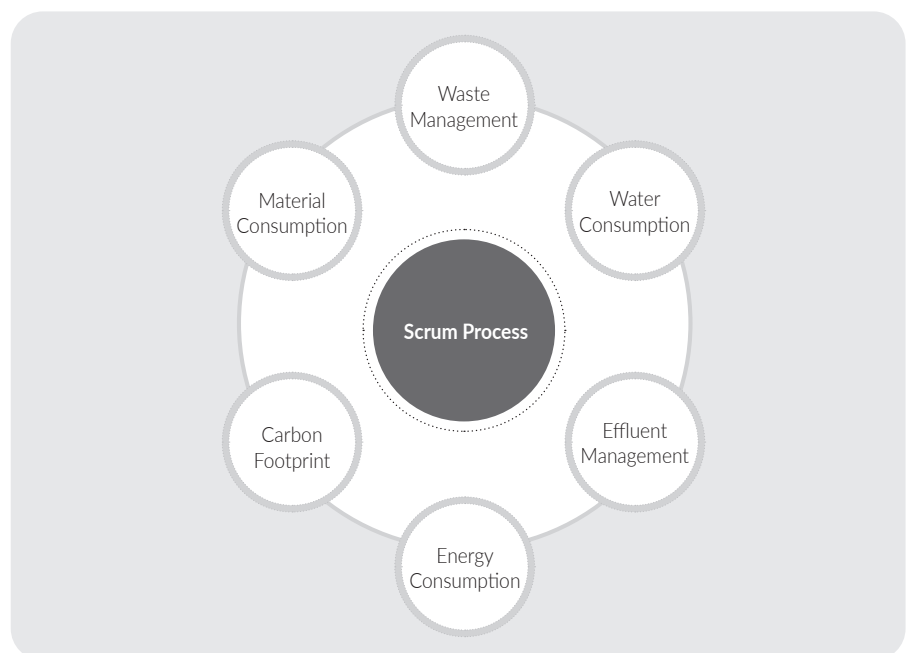 Waste
Management
Material
Consumption
Water
Consumption
Scrum Process
Carbon
Footprint
Effluent
Management
Energy
Consumption